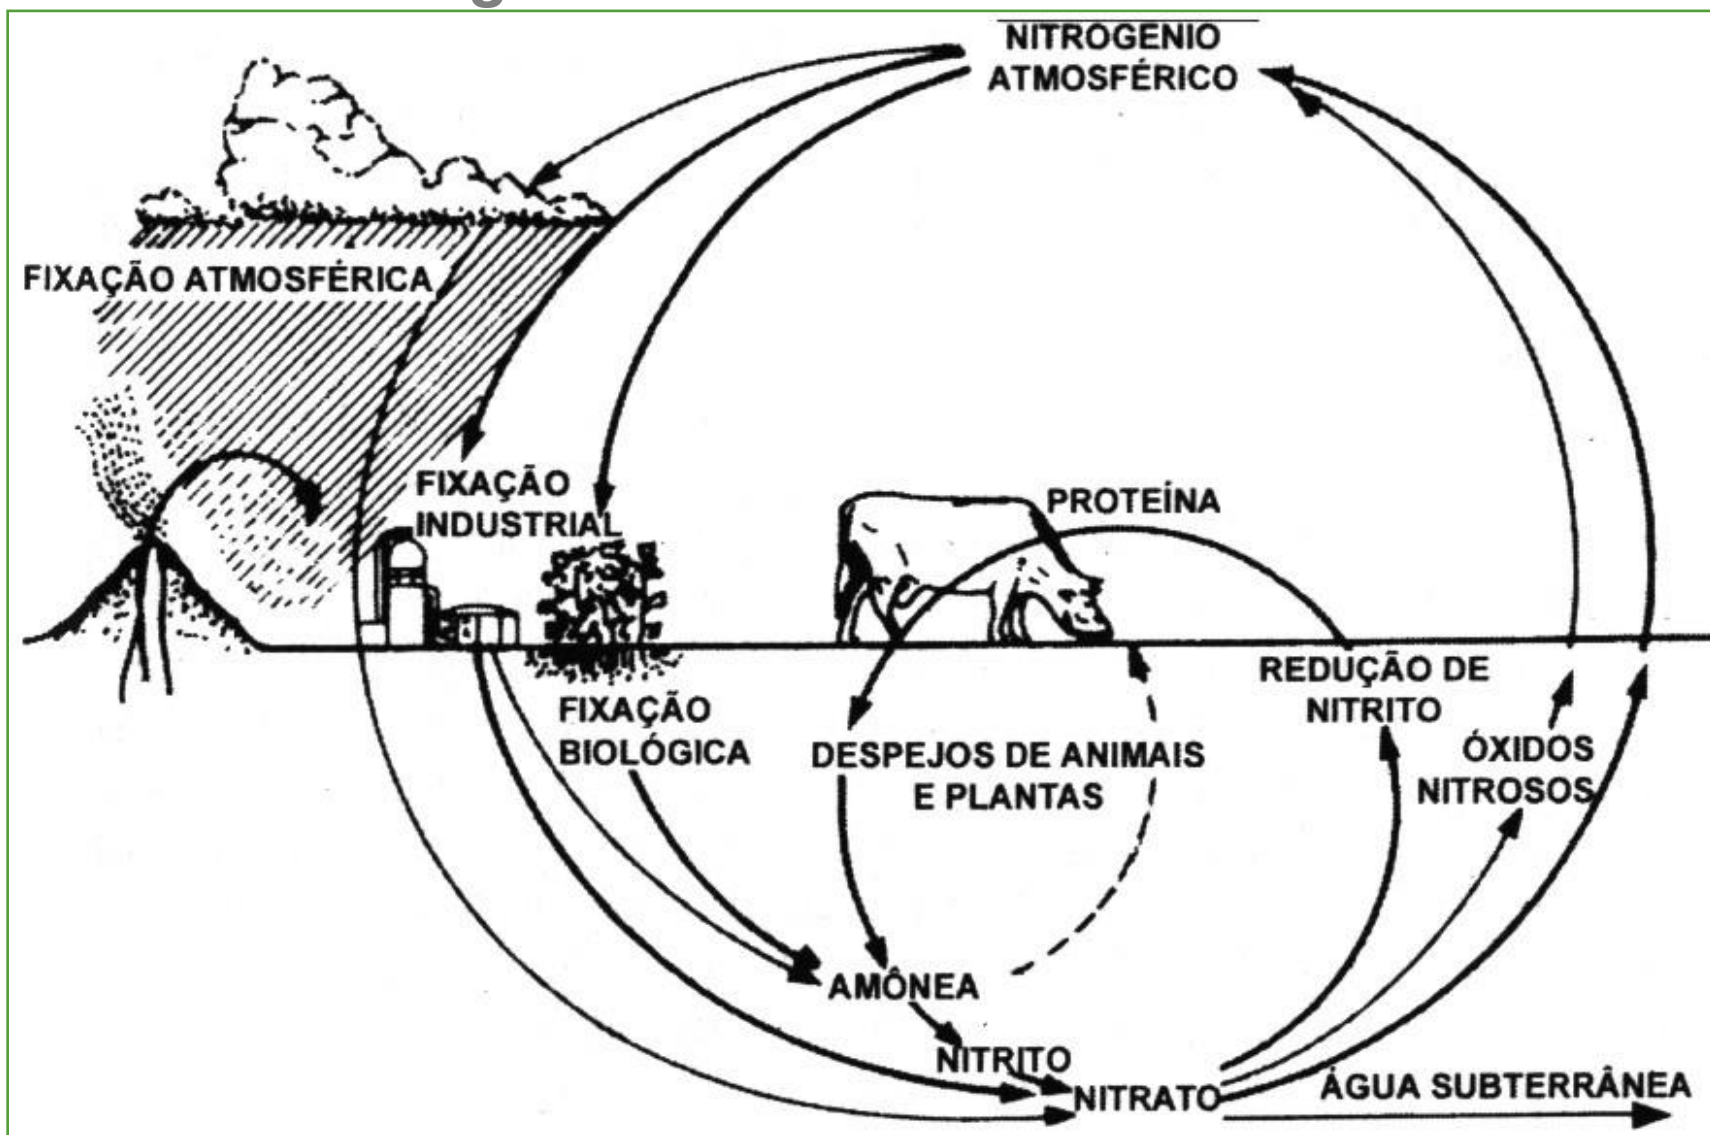 NITROGENIO
ATMOSFÉRICO
FIXAÇÃO ATMOSFÉRICA
FIXAÇÃO
INDUSTRIAL
PROTEÍNA
REDUÇÃO DE
NITRITO
FIXAÇÃO
BIOLÓGICA
DESPEJOS DE ANIMAIS
E PLANTAS
ÓXIDOS
NITROSOS
AMÔNEA
NITRITO
NITRATO
ÁGUA SUBTERRÂNEA